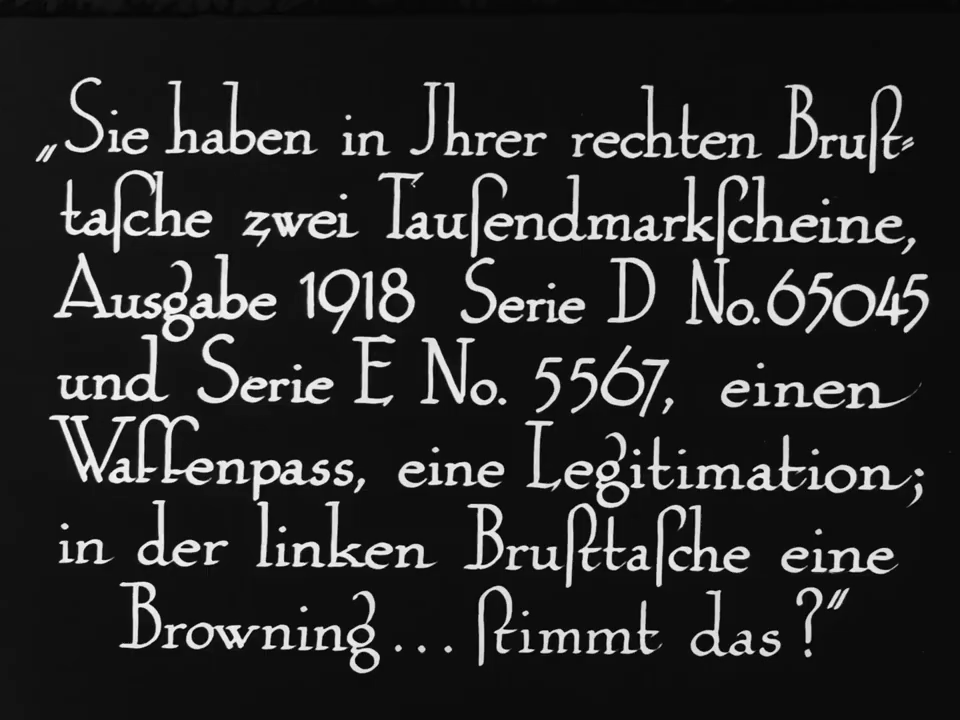 „Sie haben in Ihrer rechten Bruſt⸗
taſche zwei Tauſendmarkſcheine,
Ausgabe 1918 Serie D No. 65045
und Serie E No. 5567, einen
Waffenpass, eine Legitimation;
in der linken Bruſttaſche eine
Browning... ſtimmt das?"